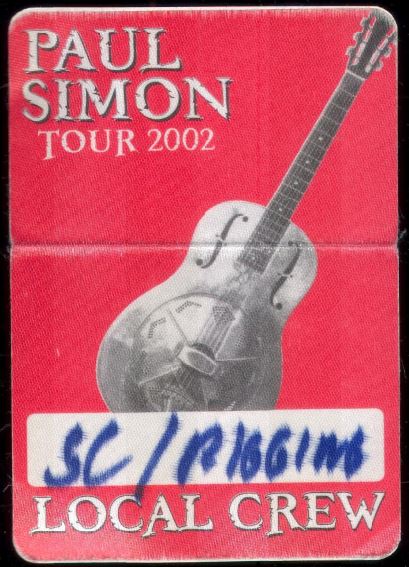 PAUL
SIMON
TOUR 2002
SC/RIGGING
LOCAL CREW